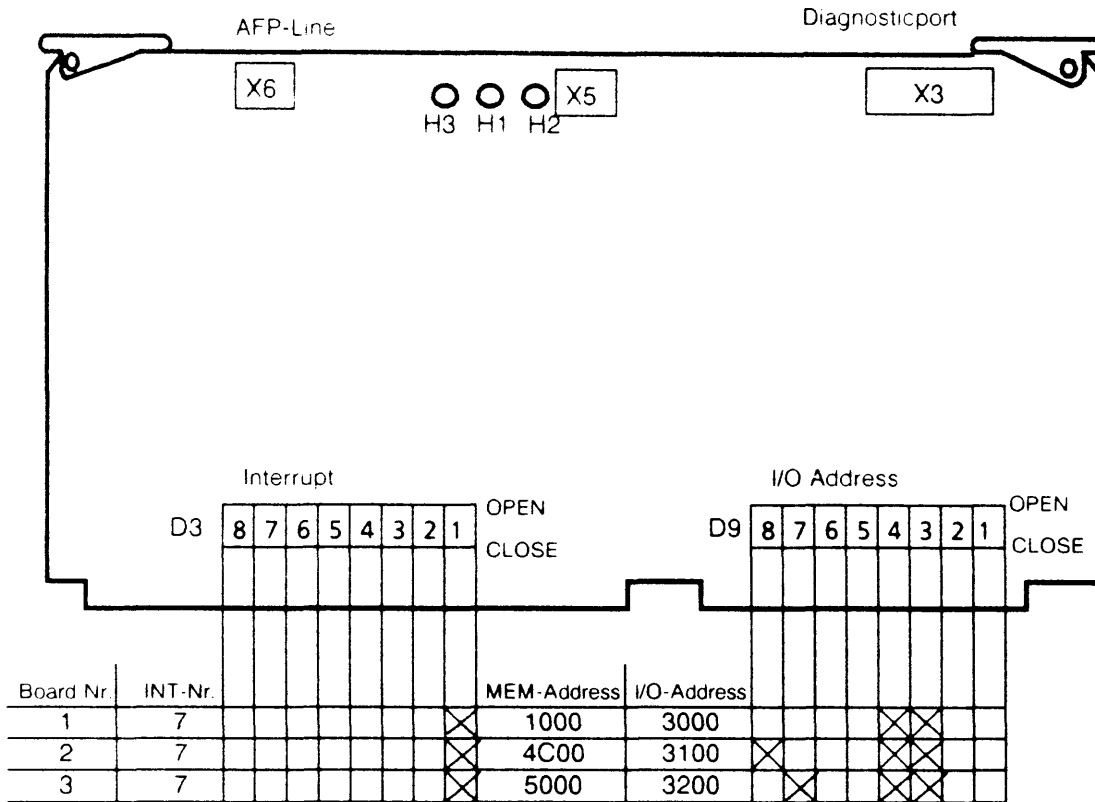 AFP-Line Diagnosticport
X6 X5 X3
H3 H1 H2
Interrupt I/O Address
D3 8 7 6 5 4 3 2 1 OPEN CLOSE D9 8 7 6 5 4 3 2 1 OPEN CLOSE
Board Nr. INT-Nr. MEM-Address I/O-Address
1 7 1000 3000
2 7 4C00 3100
3 7 5000 3200